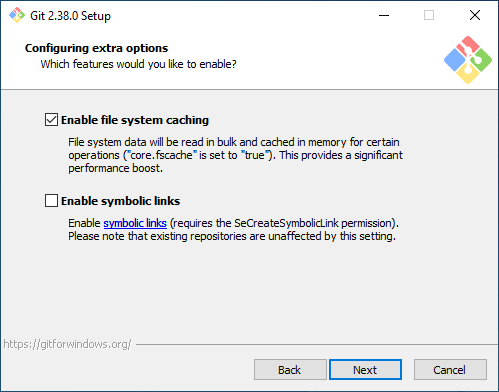 Git 2.38.0 Setup
Configuring extra options
Which features would you like to enable?
Enable file system caching
File system data will be read in bulk and cached in memory for certain
operations ("core.fscache" is set to "true"). This provides a significant
performance boost.
Enable symbolic links
Enable symbolic links (requires the SeCreateSymbolicLink permission).
Please note that existing repositories are unaffected by this setting.
https://gitforwindows.org/
Back Next Cancel